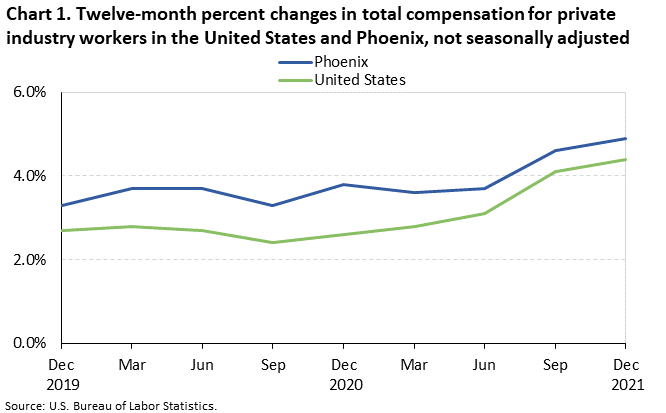 Chart 1. Twelve-month percent changes in total compensation for private
industry workers in the United States and Phoenix, not seasonally adjusted
Phoenix
United States
6.0%
4.0%
2.0%
0.0%
Dec Mar Jun Sep Dec Mar Jun Sep Dec
2019 2020 2021
Source: U.S. Bureau of Labor Statistics.